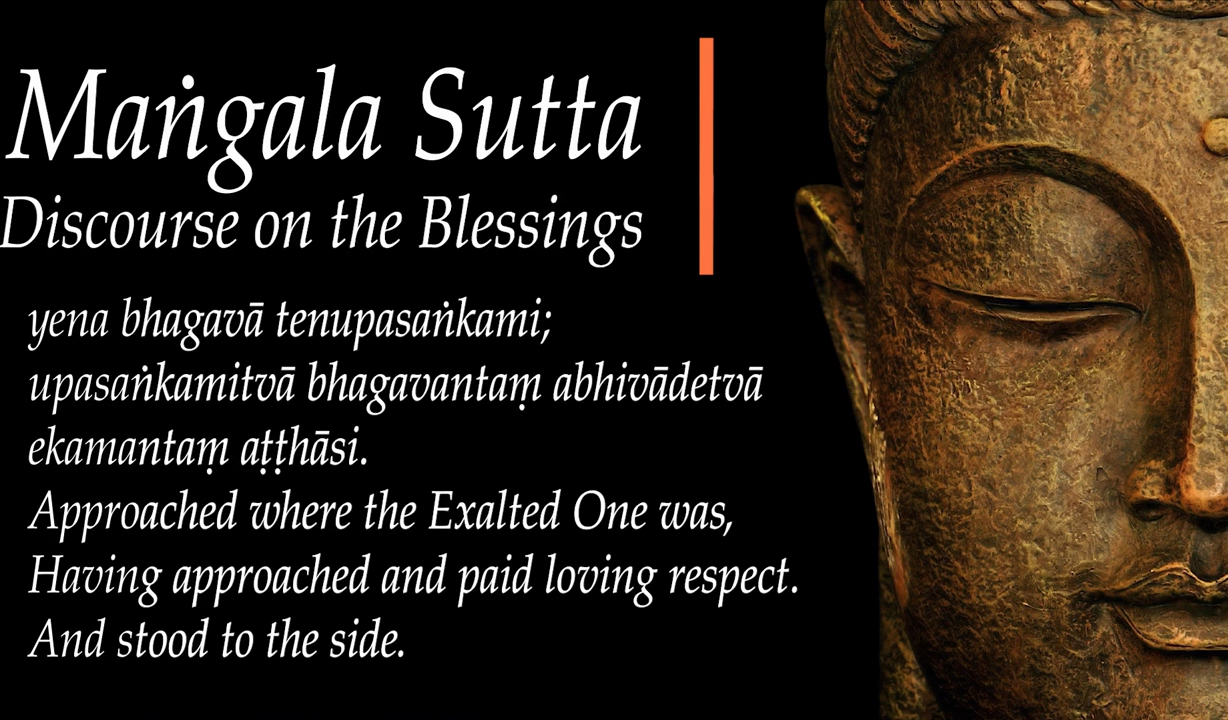 Maṅgala Sutta
Discourse on the Blessings
yena bhagavā tenupasaṅkami;
upasaṅkamitvā bhagavantaṃ abhivādetvā
ekamantaṃ aṭṭhāsi.
Approached where the Exalted One was,
Having approached and paid loving respect.
And stood to the side.